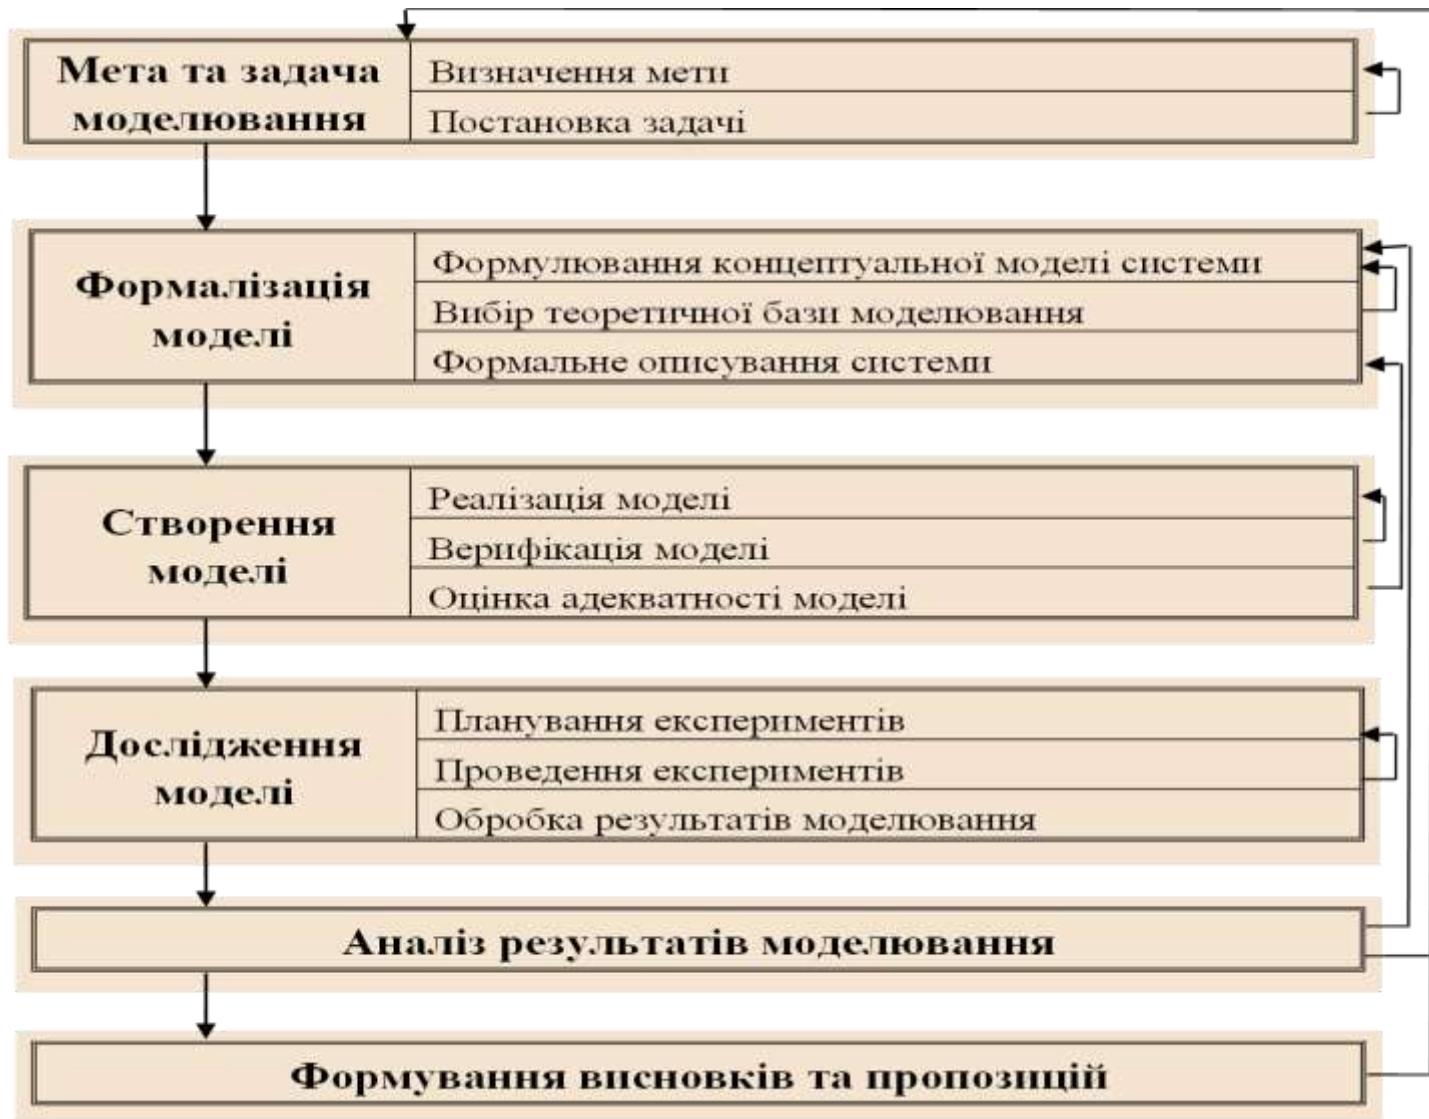 Мета та задача
моделювання
Визначення мети
Постановка задачі
Формалізація
моделі
Формулювання концептуальної моделі системи
Вибір теоретичної бази моделювання
Формальне описування системи
Створення
моделі
Реалізація моделі
Верифікація моделі
Оцінка адекватності моделі
Дослідження
моделі
Планування експериментів
Проведення експериментів
Обробка результатів моделювання
Аналіз результатів моделювання
Формування висновків та пропозицій